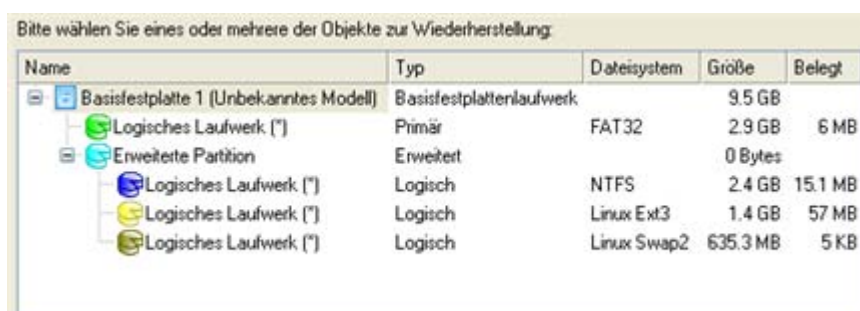 Bitte wählen Sie eines oder mehrere der Objekte zur Wiederherstellung:
Name Typ Dateisystem Größe Belegt
Basisfestplatte 1 (Unbekanntes Modell) Basisfestplattenlaufwerk 9.5 GB
Logisches Laufwerk (*) Primär FAT32 2.9 GB 6 MB
Erweiterte Partition Erweitert 0 Bytes
Logisches Laufwerk (*) Logisch NTFS 2.4 GB 15.1 MB
Logisches Laufwerk (*) Logisch Linux Ext3 1.4 GB 57 MB
Logisches Laufwerk (*) Logisch Linux Swap2 635.3 MB 5 KB